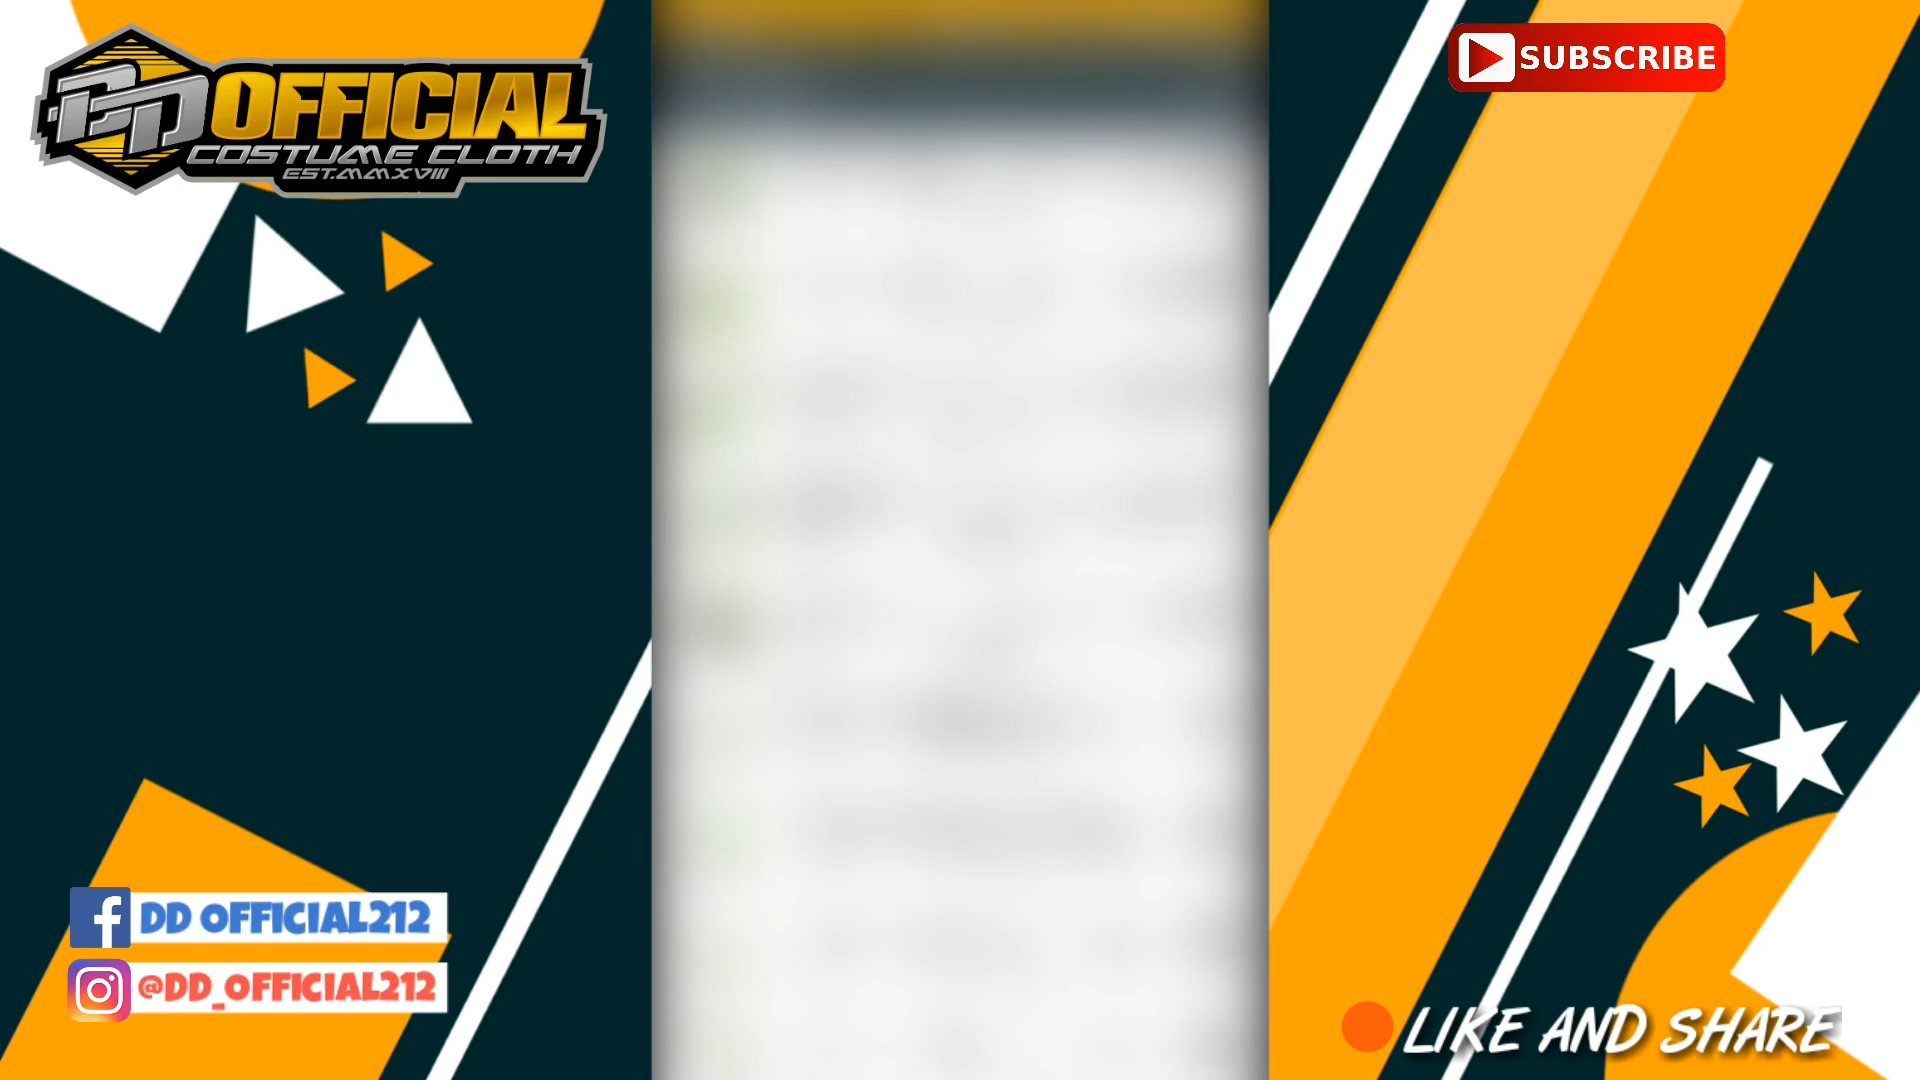 DD OFFICIAL
COSTUME CLOTH
EST.MMXVIII
SUBSCRIBE
DD OFFICIAL212
@DD_OFFICIAL212
LIKE AND SHARE